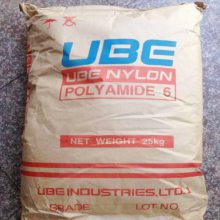 UBE
UBE NYLON
POLYAMIDE 6
NET WEIGHT 25kg
UBE INDUSTRIES, LTD.
GRADE LOT NO.